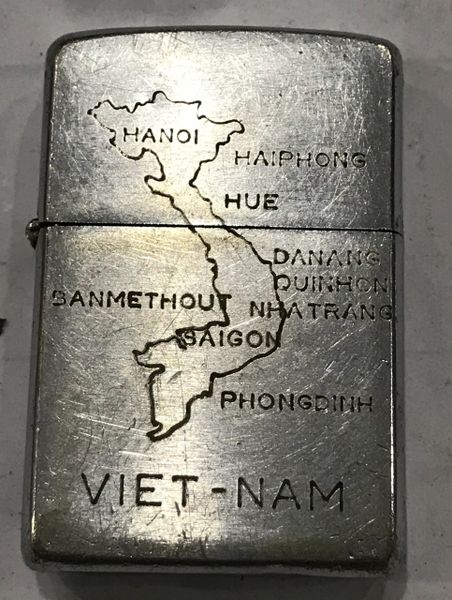 HANOI
HAIPHONG
HUE
DANANG
QUINHON
BANMETHOUT NHATRANG
SAIGON
PHONGDINH
VIET-NAM